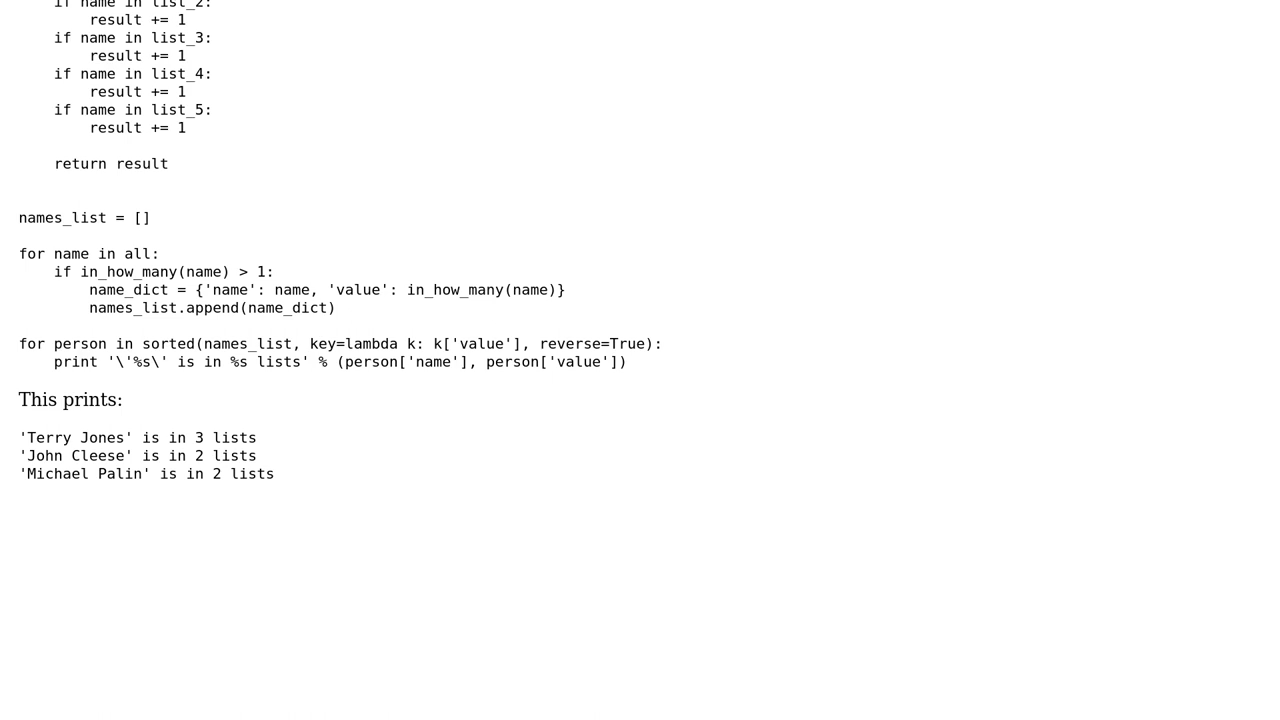 if name in list_2:
        result += 1
    if name in list_3:
        result += 1
    if name in list_4:
        result += 1
    if name in list_5:
        result += 1

    return result


names_list = []

for name in all:
    if in_how_many(name) > 1:
        name_dict = {'name': name, 'value': in_how_many(name)}
        names_list.append(name_dict)

for person in sorted(names_list, key=lambda k: k['value'], reverse=True):
    print '\'%s\' is in %s lists' % (person['name'], person['value'])

This prints:

'Terry Jones' is in 3 lists
'John Cleese' is in 2 lists
'Michael Palin' is in 2 lists